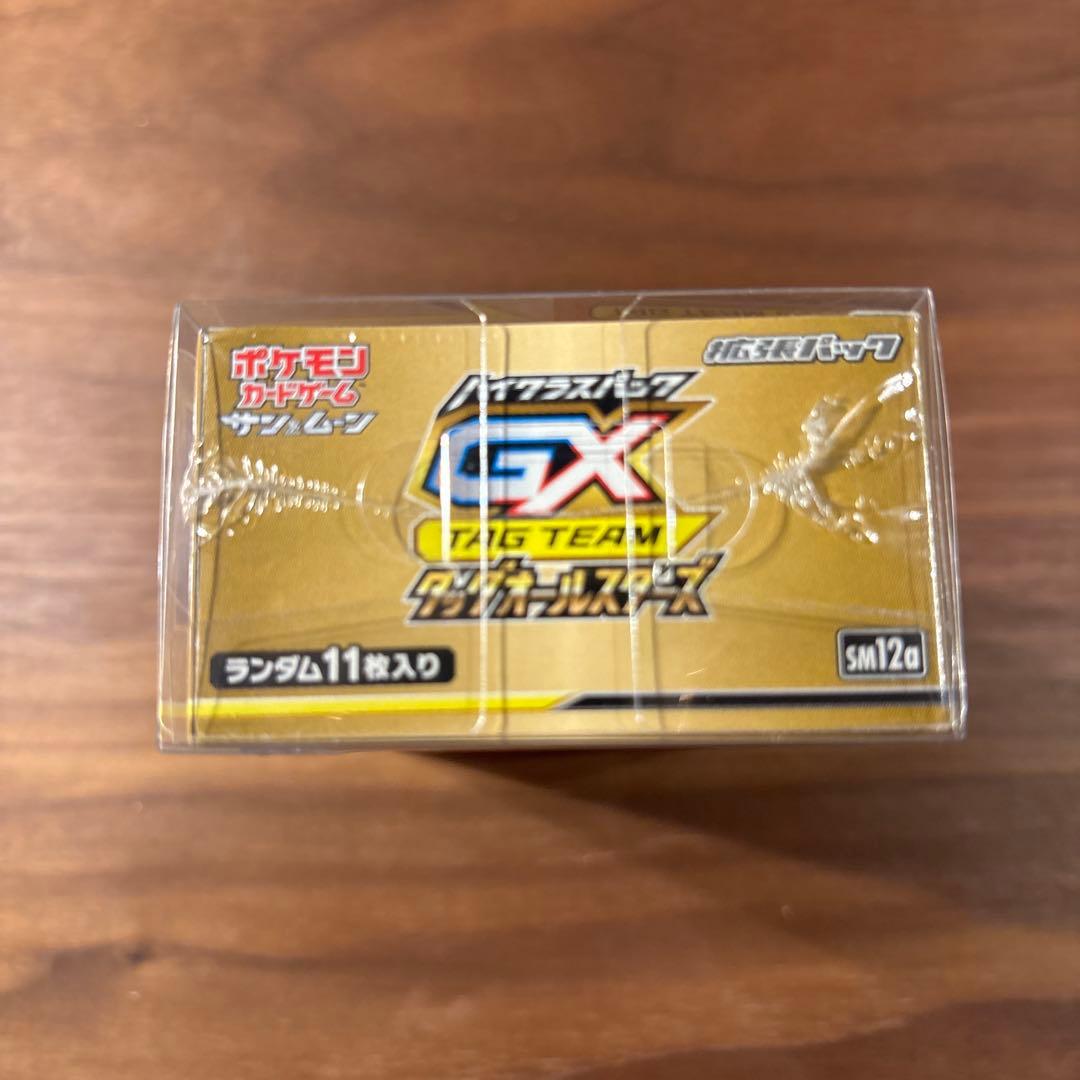 ポケモン
カードゲーム™
サン&ムーン
拡張パック
ハイクラスパック
GX
TAG TEAM
タッグオールスターズ
ランダム11枚入り
SM12a